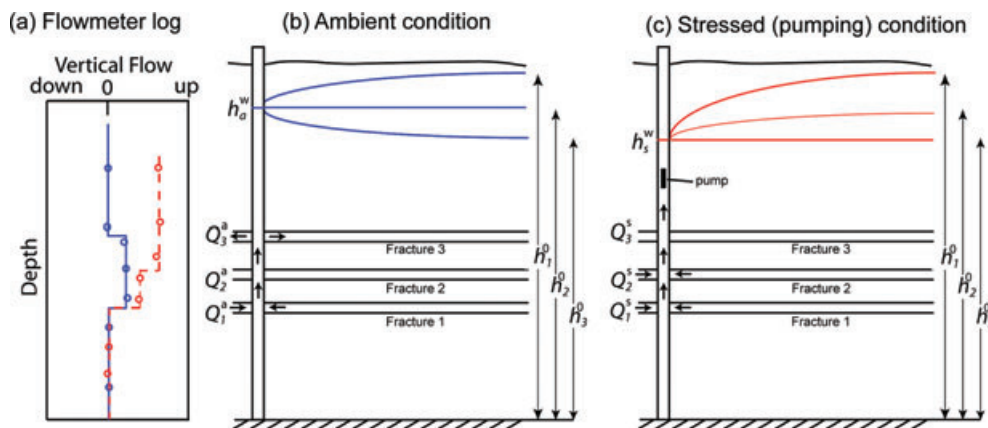 (a) Flowmeter log
Vertical Flow
down 0 up
Depth
(b) Ambient condition
h_a^w
Q_3^a
Fracture 3
Q_2^a
Fracture 2
Q_1^a
Fracture 1
h_1^0
h_2^0
h_3^0
(c) Stressed (pumping) condition
h_s^w
pump
Q_3^s
Fracture 3
Q_2^s
Fracture 2
Q_1^s
Fracture 1
h_1^0
h_2^0